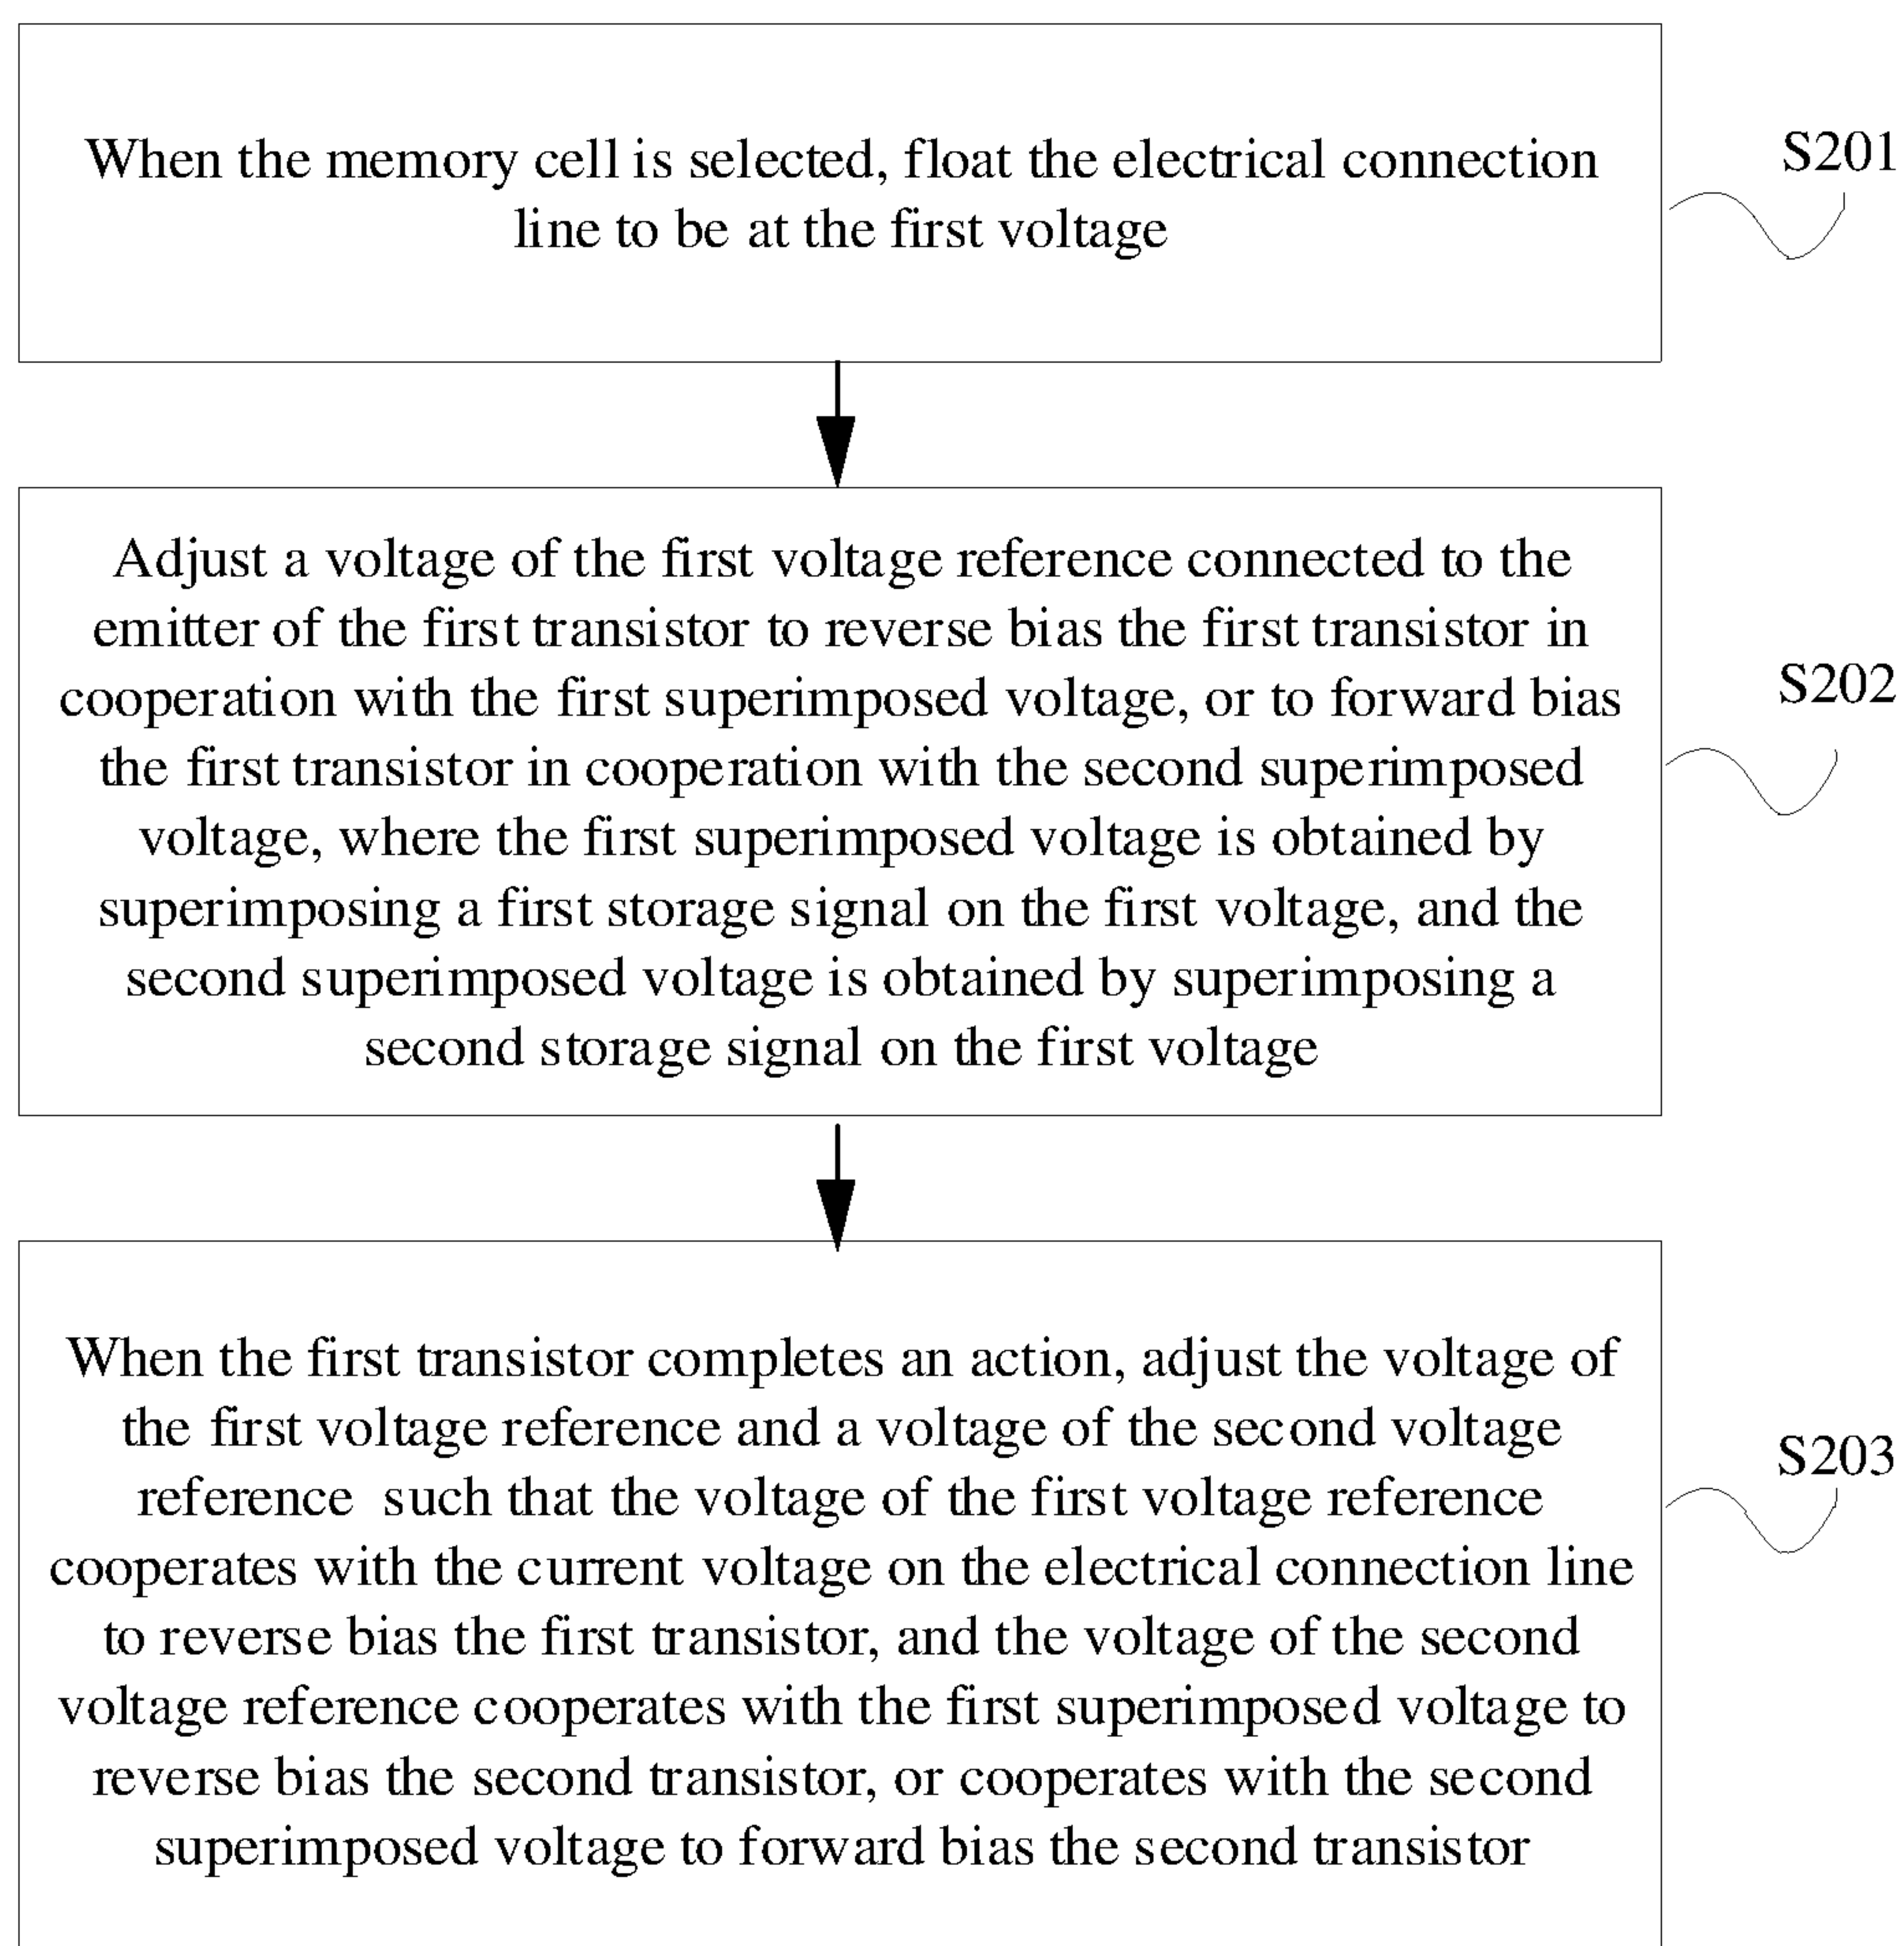 When the memory cell is selected, float the electrical connection
line to be at the first voltage
S201
Adjust a voltage of the first voltage reference connected to the
emitter of the first transistor to reverse bias the first transistor in
cooperation with the first superimposed voltage, or to forward bias
the first transistor in cooperation with the second superimposed
voltage, where the first superimposed voltage is obtained by
superimposing a first storage signal on the first voltage, and the
second superimposed voltage is obtained by superimposing a
second storage signal on the first voltage
S202
When the first transistor completes an action, adjust the voltage of
the first voltage reference and a voltage of the second voltage
reference such that the voltage of the first voltage reference
cooperates with the current voltage on the electrical connection line
to reverse bias the first transistor, and the voltage of the second
voltage reference cooperates with the first superimposed voltage to
reverse bias the second transistor, or cooperates with the second
superimposed voltage to forward bias the second transistor
S203